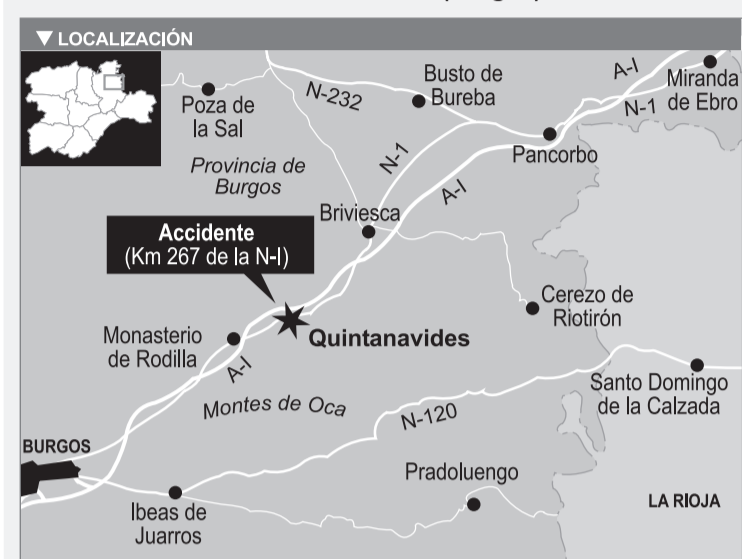 ▼ LOCALIZACIÓN
Busto de
Bureba
A-I
Miranda
de Ebro
N-232
Poza de
la Sal
N-1
N-1
Pancorbo
Provincia de
Burgos
A-I
Briviesca
Accidente
(Km 267 de la N-I)
Cerezo de
Riotirón
Monasterio
de Rodilla
Quintanavides
A-I
Santo Domingo
de la Calzada
Montes de Oca
N-120
BURGOS
Pradoluengo
LA RIOJA
Ibeas de
Juarros